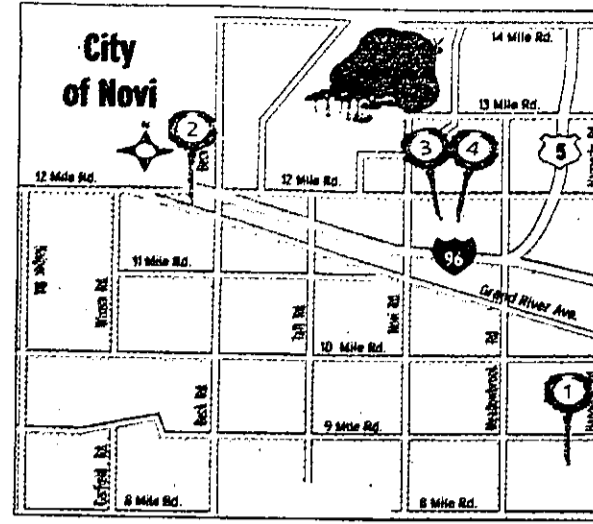 City
of Novi
14 Mile Rd.
13 Mile Rd.
N
2
Beck
3
4
5
12 Mile Rd.
12 Mile Rd.
96
11 Mile Rd.
Grand River Ave.
Taft Rd
Novi Rd
Rd
10 Mile Rd.
Beck Rd
1
9 Mile Rd.
8 Mile Rd.
8 Mile Rd.